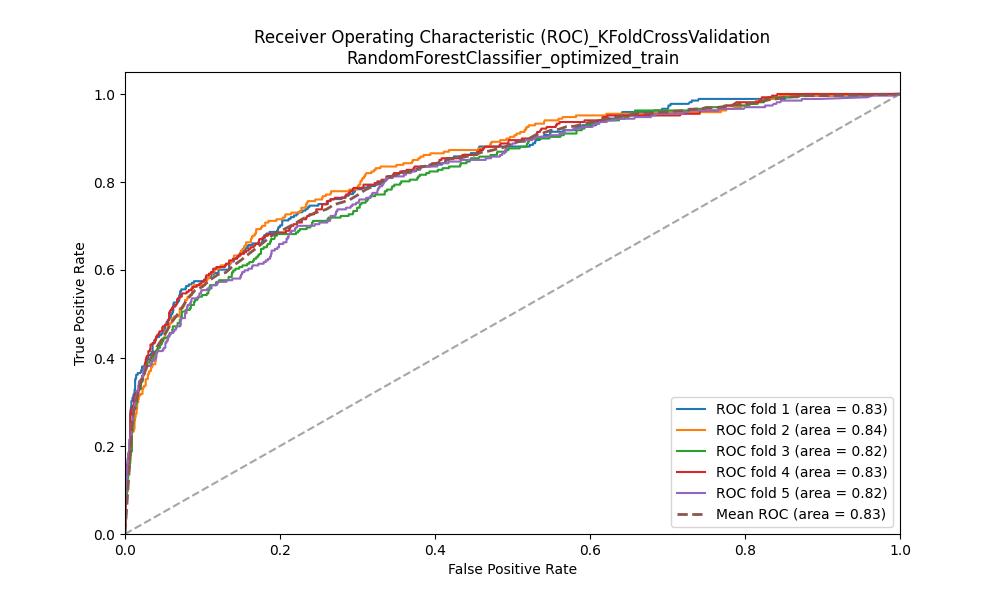 Receiver Operating Characteristic (ROC)_KFoldCrossValidation
RandomForestClassifier_optimized_train
True Positive Rate
1.0
0.8
0.6
0.4
0.2
0.0
ROC fold 1 (area = 0.83)
ROC fold 2 (area = 0.84)
ROC fold 3 (area = 0.82)
ROC fold 4 (area = 0.83)
ROC fold 5 (area = 0.82)
Mean ROC (area = 0.83)
0.0 0.2 0.4 0.6 0.8 1.0
False Positive Rate